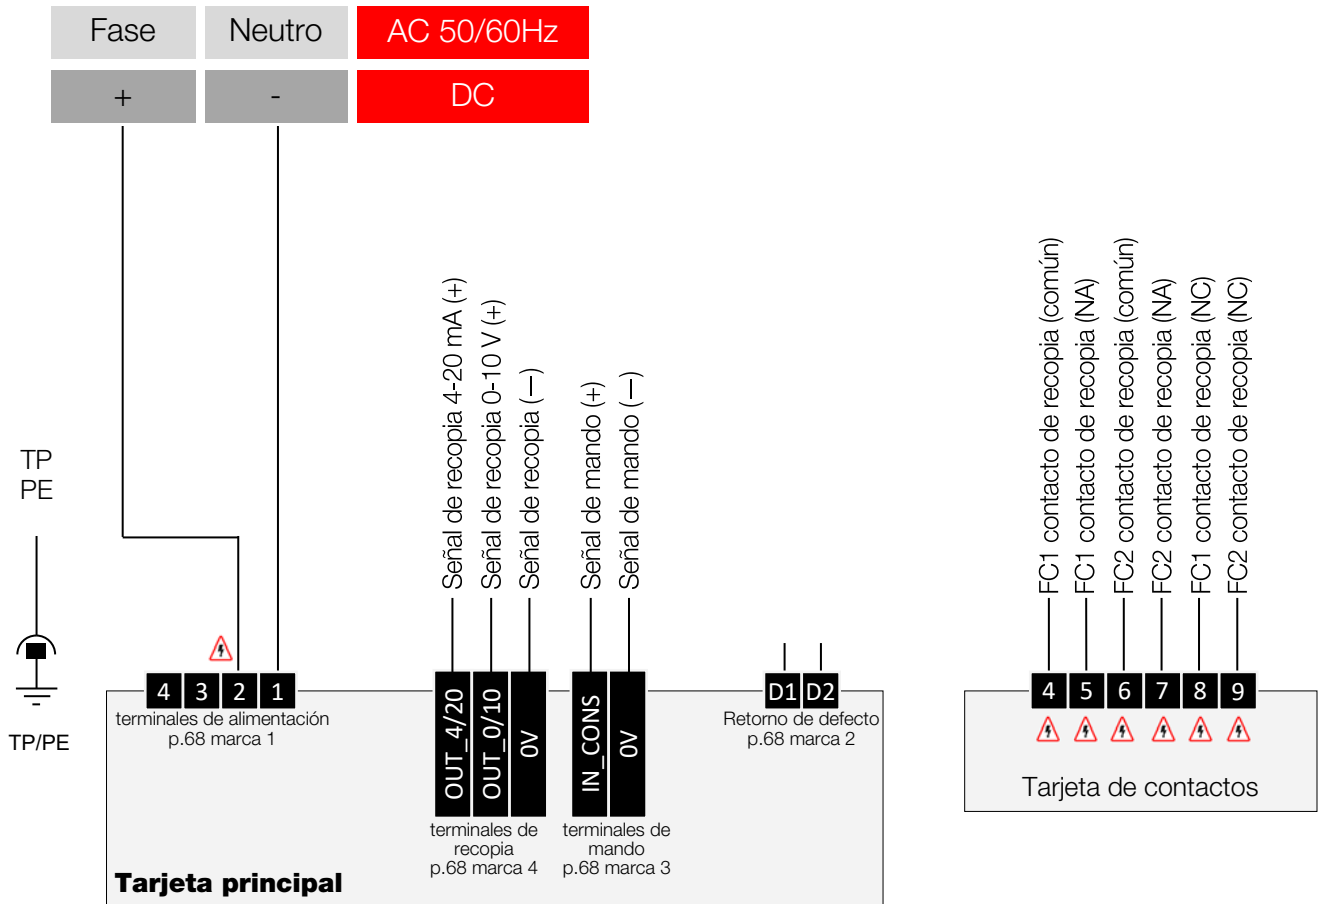 Fase Neutro AC 50/60Hz
+ - DC
TP
PE
TP/PE
Señal de recopia 4-20 mA (+)
Señal de recopia 0-10 V (+)
Señal de recopia (—)
Señal de mando (+)
Señal de mando (—)
4 3 2 1
terminales de alimentación
p.68 marca 1
OUT_4/20
OUT_0/10
0V
terminales de
recopia
p.68 marca 4
IN_CONS
0V
terminales de
mando
p.68 marca 3
D1 D2
Retorno de defecto
p.68 marca 2
Tarjeta principal
FC1 contacto de recopia (común)
FC1 contacto de recopia (NA)
FC2 contacto de recopia (común)
FC2 contacto de recopia (NA)
FC1 contacto de recopia (NC)
FC2 contacto de recopia (NC)
4 5 6 7 8 9
Tarjeta de contactos